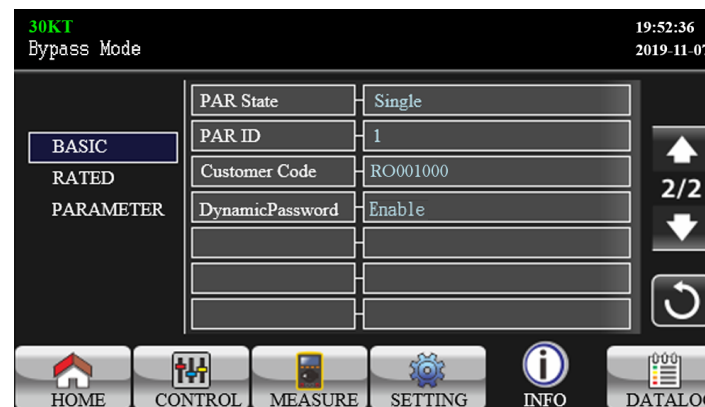 30KT
19:52:36
Bypass Mode
2019-11-07
PAR State Single
PAR ID 1
BASIC
Customer Code RO001000
RATED
2/2
PARAMETER
DynamicPassword Enable
HOME CONTROL MEASURE SETTING INFO DATALO